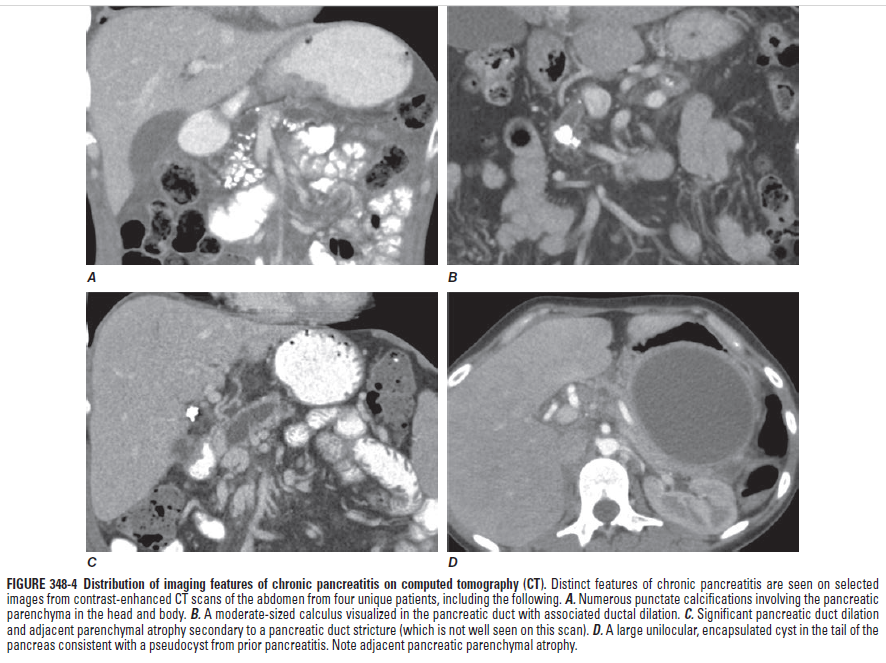 A
B
C
D
FIGURE 348-4 Distribution of imaging features of chronic pancreatitis on computed tomography (CT). Distinct features of chronic pancreatitis are seen on selected
images from contrast-enhanced CT scans of the abdomen from four unique patients, including the following. A. Numerous punctate calcifications involving the pancreatic
parenchyma in the head and body. B. A moderate-sized calculus visualized in the pancreatic duct with associated ductal dilation. C. Significant pancreatic duct dilation
and adjacent parenchymal atrophy secondary to a pancreatic duct stricture (which is not well seen on this scan). D. A large unilocular, encapsulated cyst in the tail of the
pancreas consistent with a pseudocyst from prior pancreatitis. Note adjacent pancreatic parenchymal atrophy.